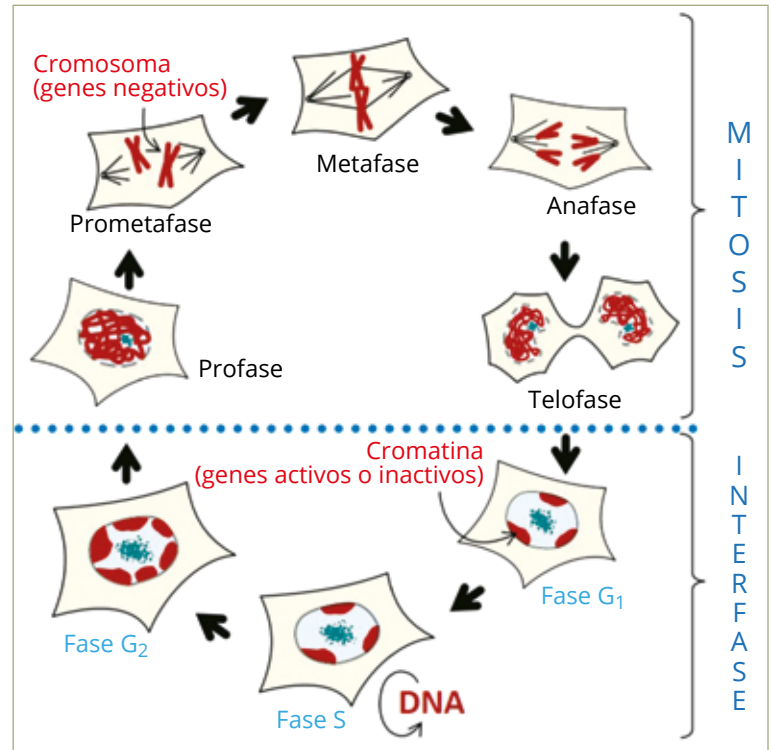 Cromosoma
(genes negativos)
Metafase
Prometafase
Anafase
MITOSIS
Profase
Telofase
Cromatina
(genes activos o inactivos)
Fase G₁
Fase G₂
Fase S
DNA
INTERFASE